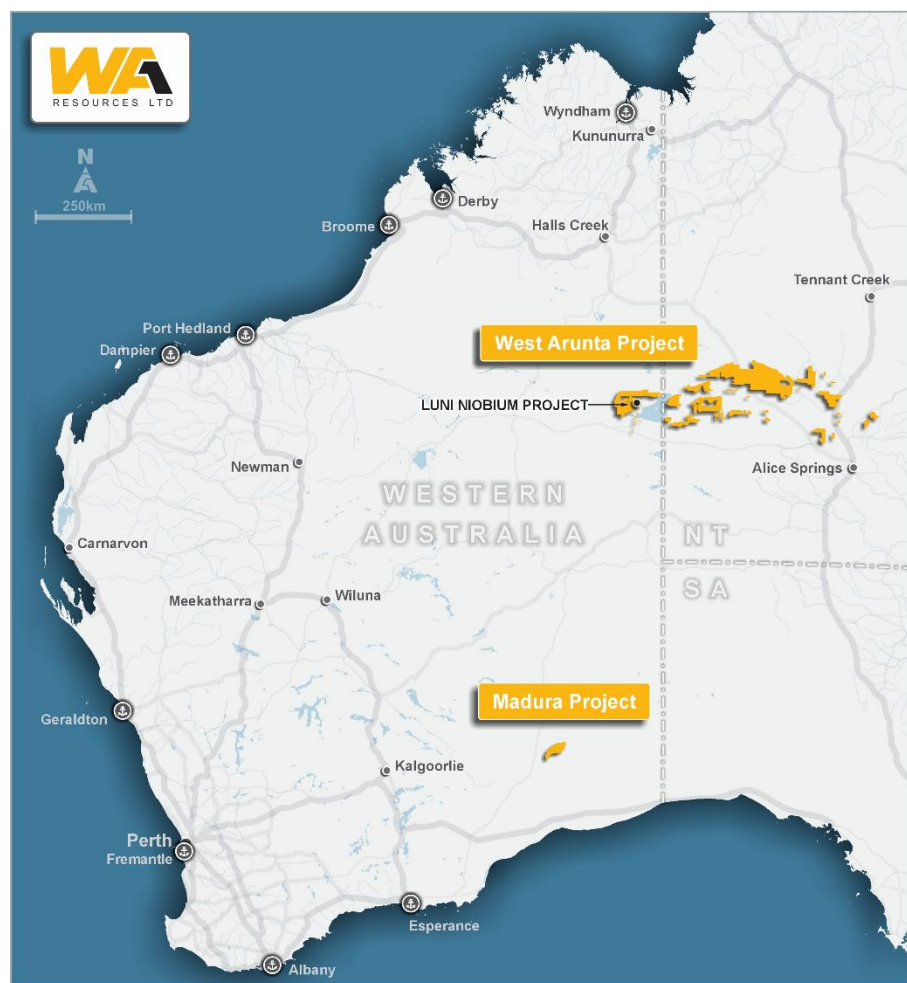 WA1
RESOURCES LTD
N
250km
Wyndham
Kununurra
Derby
Broome
Halls Creek
Tennant Creek
Port Hedland
Dampier
West Arunta Project
LUNI NIOBIUM PROJECT
Newman
Alice Springs
WESTERN
AUSTRALIA
NT
Carnarvon
SA
Meekatharra
Wiluna
Madura Project
Geraldton
Kalgoorlie
Perth
Fremantle
Esperance
Albany